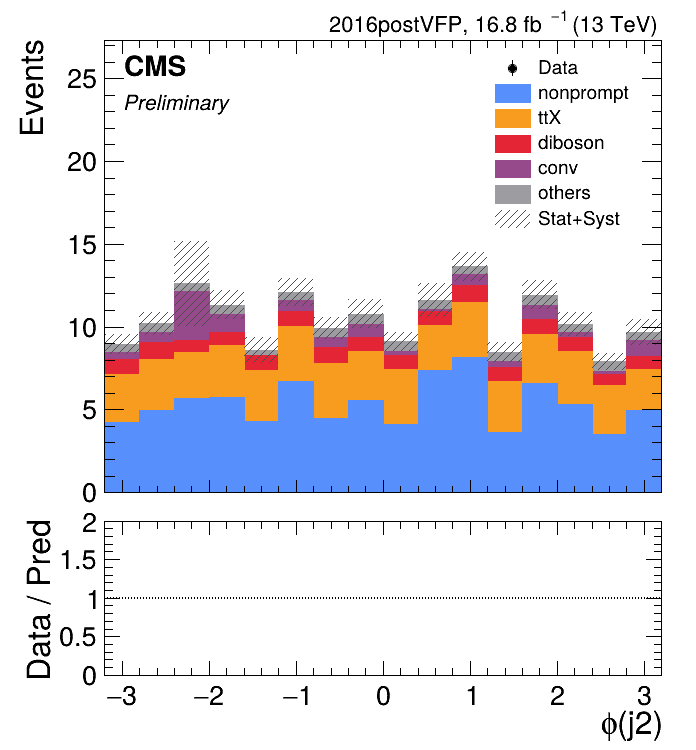 2016postVFP, 16.8 fb⁻¹ (13 TeV)
CMS
Preliminary
Events
25
20
15
10
5
0
Data
nonprompt
ttX
diboson
conv
others
Stat+Syst
Data / Pred
2
1.5
1
0.5
0
−3 −2 −1 0 1 2 3
ϕ(j2)